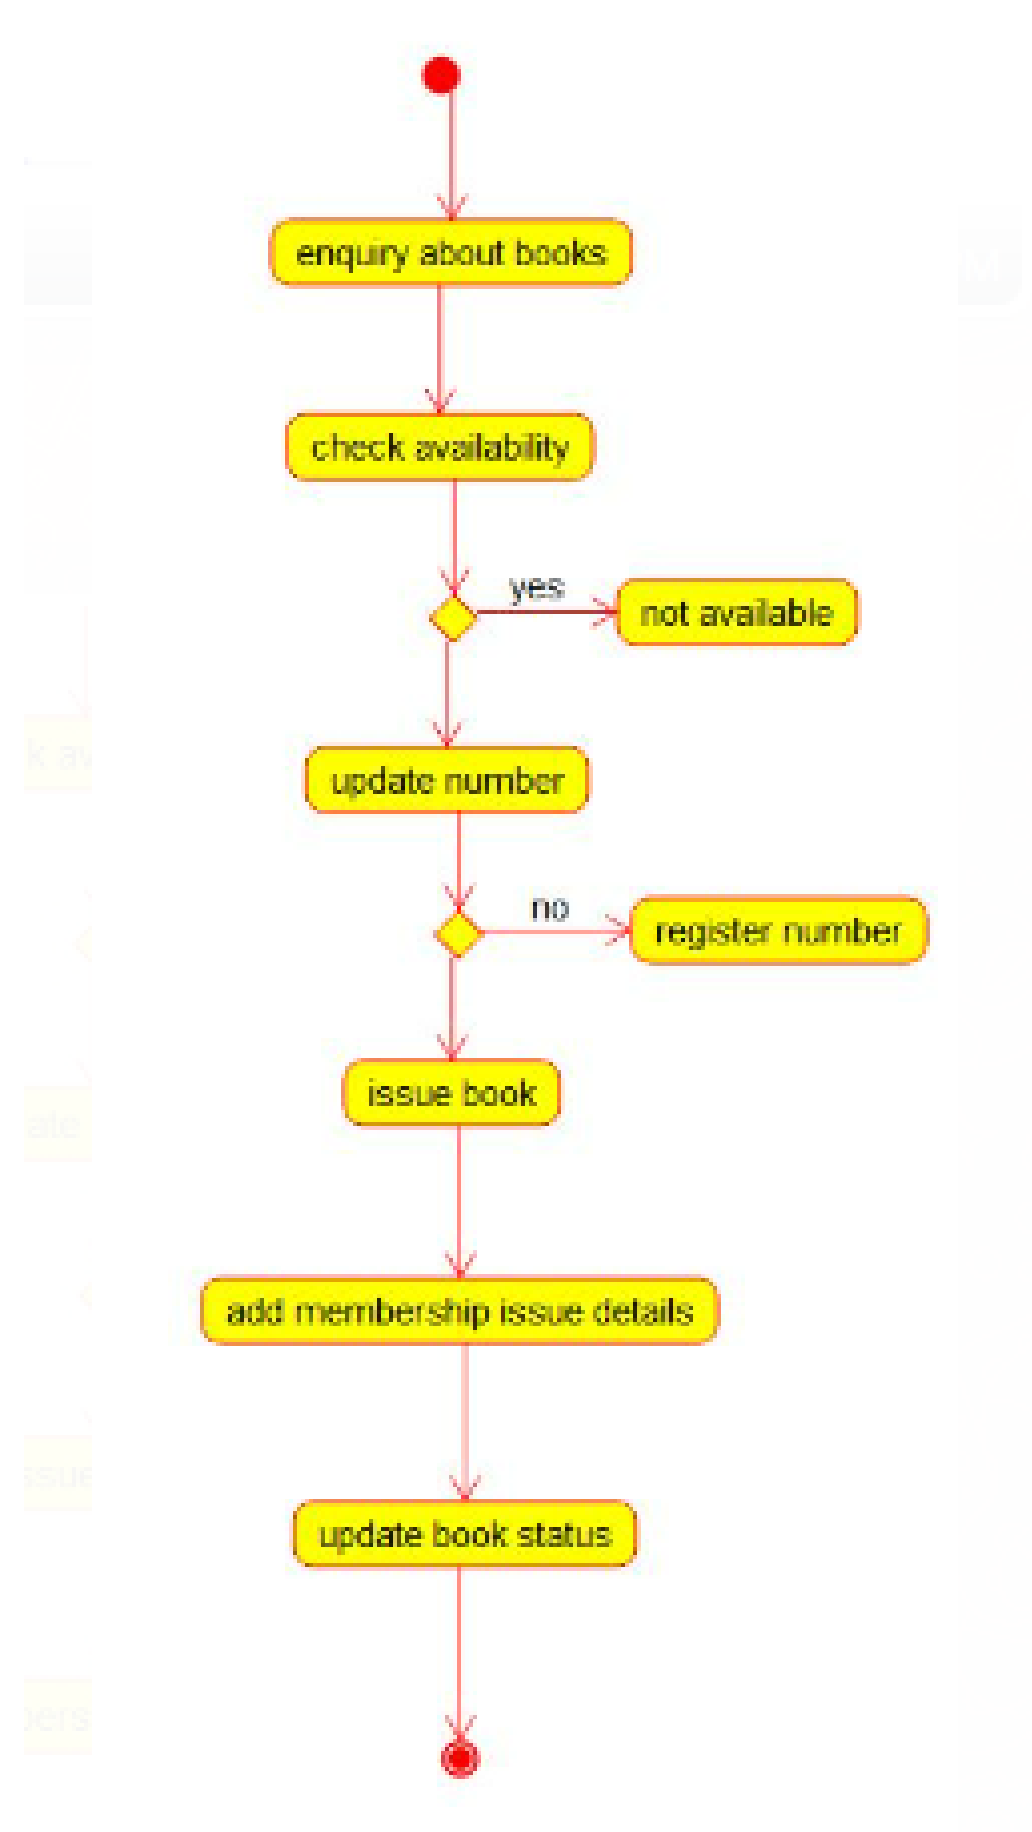 enquiry about books
check availability
yes
not available
update number
no
register number
issue book
add membership issue details
update book status